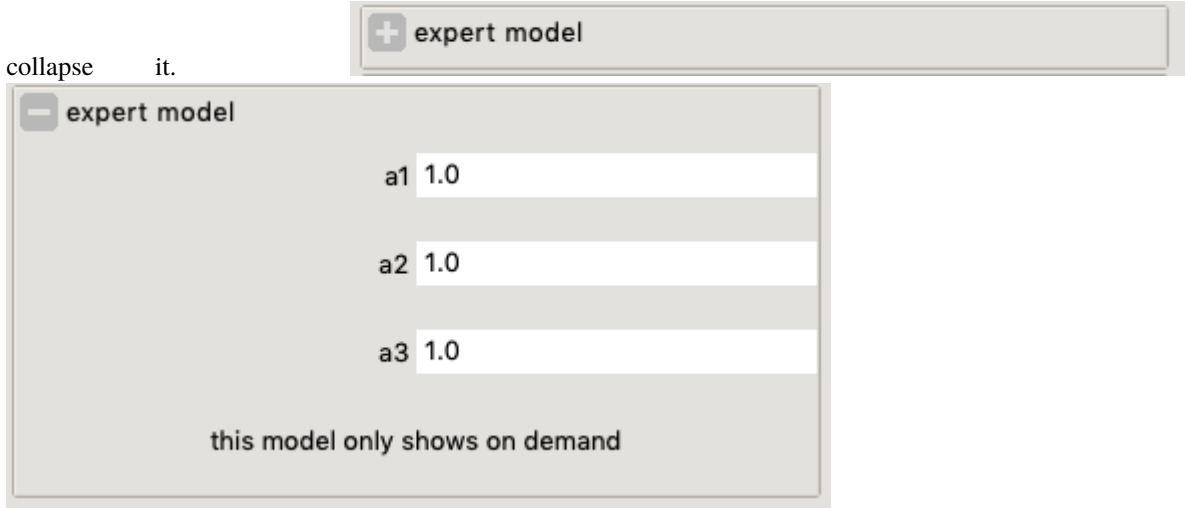 collapse it.
expert model
expert model
a1 1.0
a2 1.0
a3 1.0
this model only shows on demand